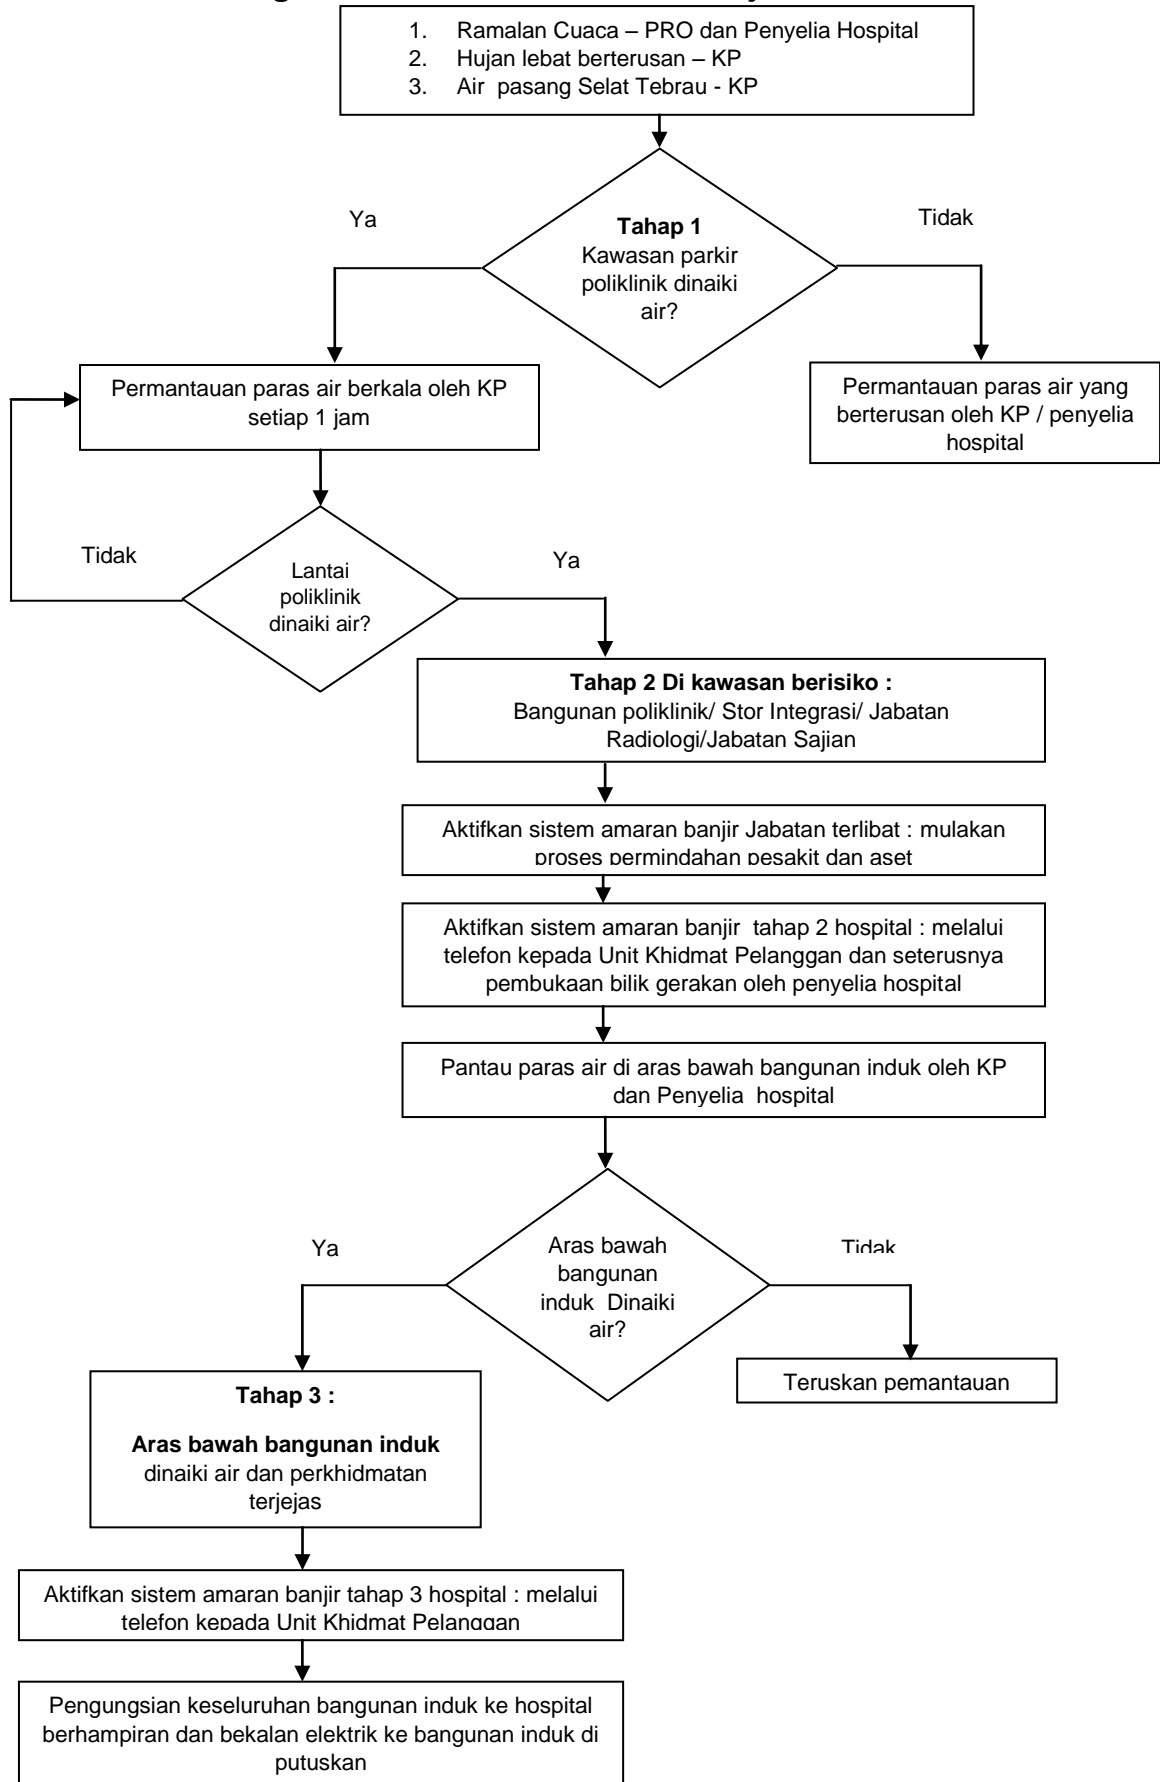 1. Ramalan Cuaca – PRO dan Penyelia Hospital
2. Hujan lebat berterusan – KP
3. Air pasang Selat Tebrau - KP
Ya
Tidak
Tahap 1
Kawasan parkir
poliklinik dinaiki
air?
Permantauan paras air berkala oleh KP
setiap 1 jam
Permantauan paras air yang
berterusan oleh KP / penyelia
hospital
Tidak
Ya
Lantai
poliklinik
dinaiki air?
Tahap 2 Di kawasan berisiko :
Bangunan poliklinik/ Stor Integrasi/ Jabatan
Radiologi/Jabatan Sajian
Aktifkan sistem amaran banjir Jabatan terlibat : mulakan
proses permindahan pesakit dan aset
Aktifkan sistem amaran banjir tahap 2 hospital : melalui
telefon kepada Unit Khidmat Pelanggan dan seterusnya
pembukaan bilik gerakan oleh penyelia hospital
Pantau paras air di aras bawah bangunan induk oleh KP
dan Penyelia hospital
Ya
Tidak
Aras bawah
bangunan
induk Dinaiki
air?
Teruskan pemantauan
Tahap 3 :
Aras bawah bangunan induk
dinaiki air dan perkhidmatan
terjejas
Aktifkan sistem amaran banjir tahap 3 hospital : melalui
telefon kepada Unit Khidmat Pelanggan
Pengungsian keseluruhan bangunan induk ke hospital
berhampiran dan bekalan elektrik ke bangunan induk di
putuskan